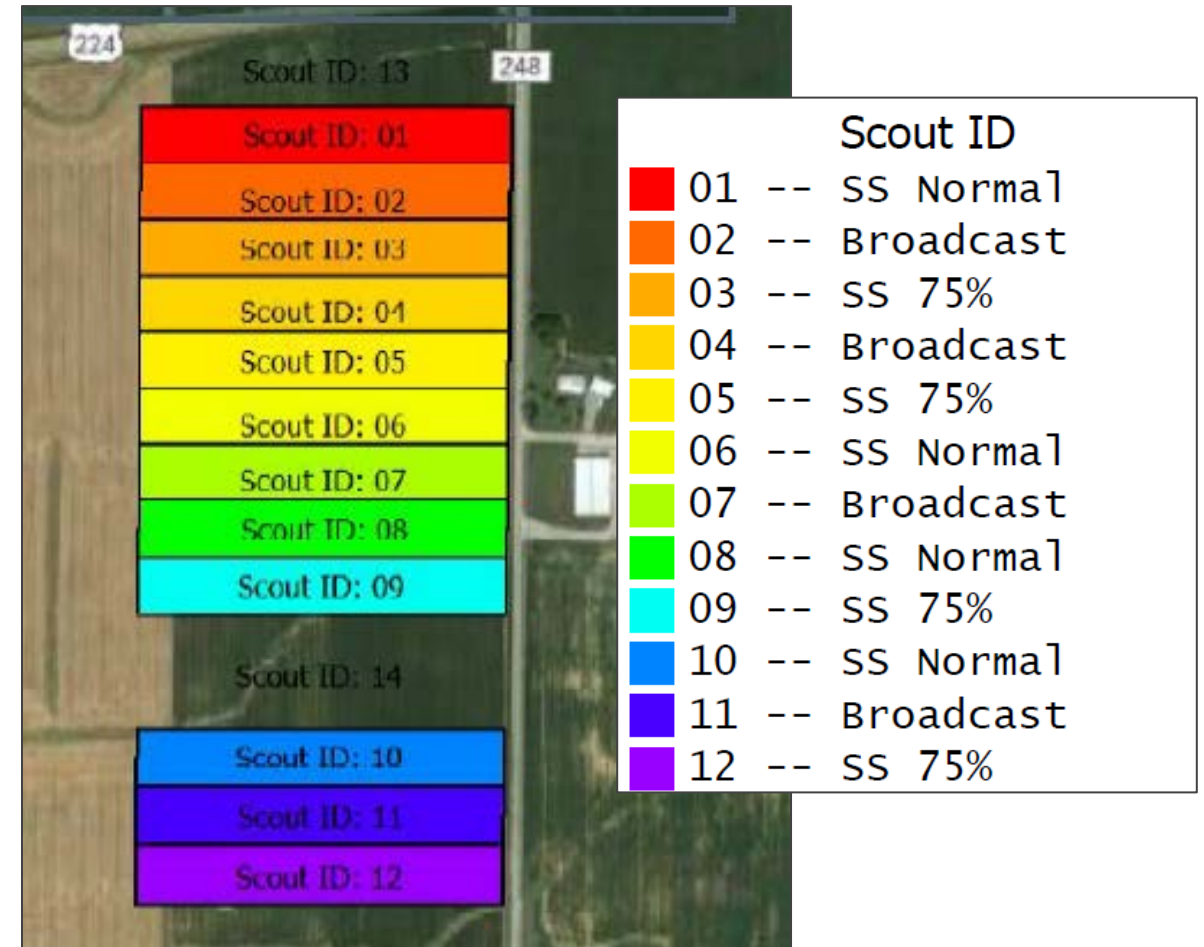 224
248
Scout ID: 13
Scout ID: 01
Scout ID: 02
Scout ID: 03
Scout ID: 04
Scout ID: 05
Scout ID: 06
Scout ID: 07
Scout ID: 08
Scout ID: 09
Scout ID: 14
Scout ID: 10
Scout ID: 11
Scout ID: 12
Scout ID
01 -- SS Normal
02 -- Broadcast
03 -- SS 75%
04 -- Broadcast
05 -- SS 75%
06 -- SS Normal
07 -- Broadcast
08 -- SS Normal
09 -- SS 75%
10 -- SS Normal
11 -- Broadcast
12 -- SS 75%